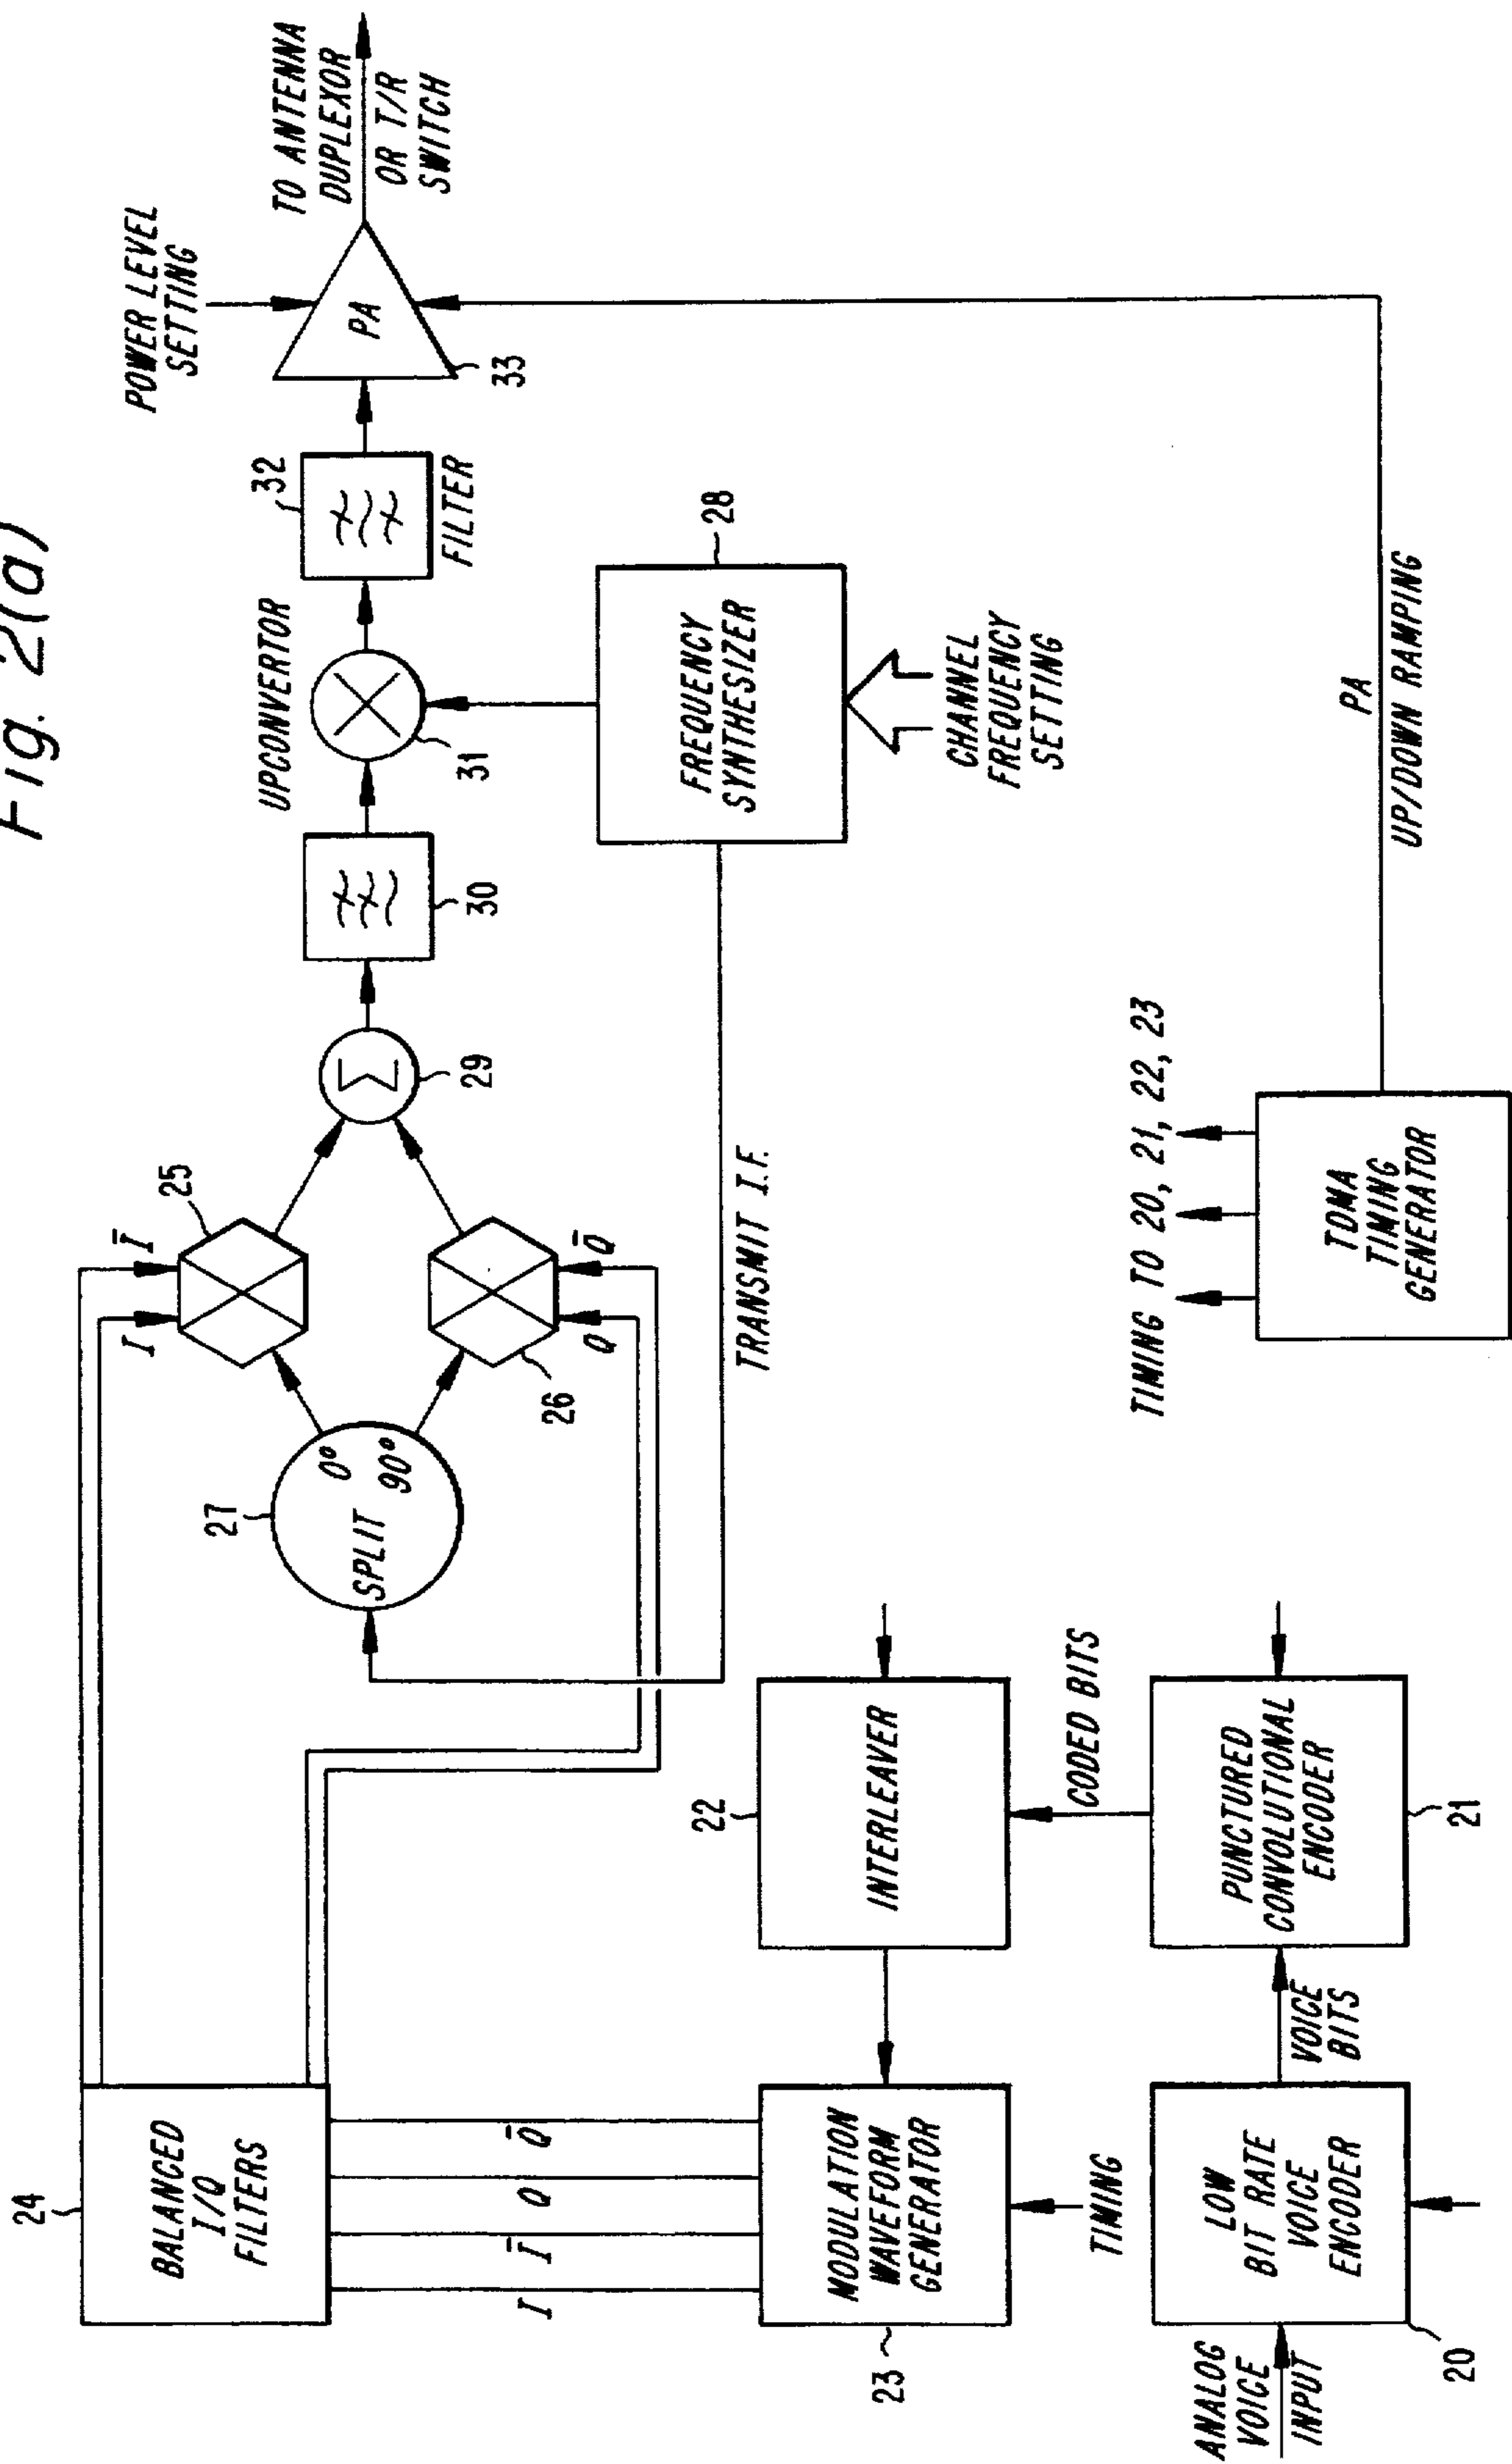 Fig. 2(a)
24
BALANCED
I/Q
FILTERS
I
Ī
Q
Q̄
23
MODULATION
WAVEFORM
GENERATOR
TIMING
ANALOG
VOICE
INPUT
LOW
BIT RATE
VOICE
ENCODER
20
VOICE
BITS
PUNCTURED
CONVOLUTIONAL
ENCODER
21
CODED BITS
22
INTERLEAVER
27
SPLIT
0°
90°
I
Ī
25
26
Q
Q̄
TRANSMIT I.F.
Σ
29
30
UPCONVERTOR
31
32
FILTER
FREQUENCY
SYNTHESIZER
28
CHANNEL
FREQUENCY
SETTING
POWER LEVEL
SETTING
PA
33
TO ANTENNA
DUPLEXOR
OR T/R
SWITCH
TIMING TO 20, 21, 22, 23
TDMA
TIMING
GENERATOR
PA
UP/DOWN RAMPING